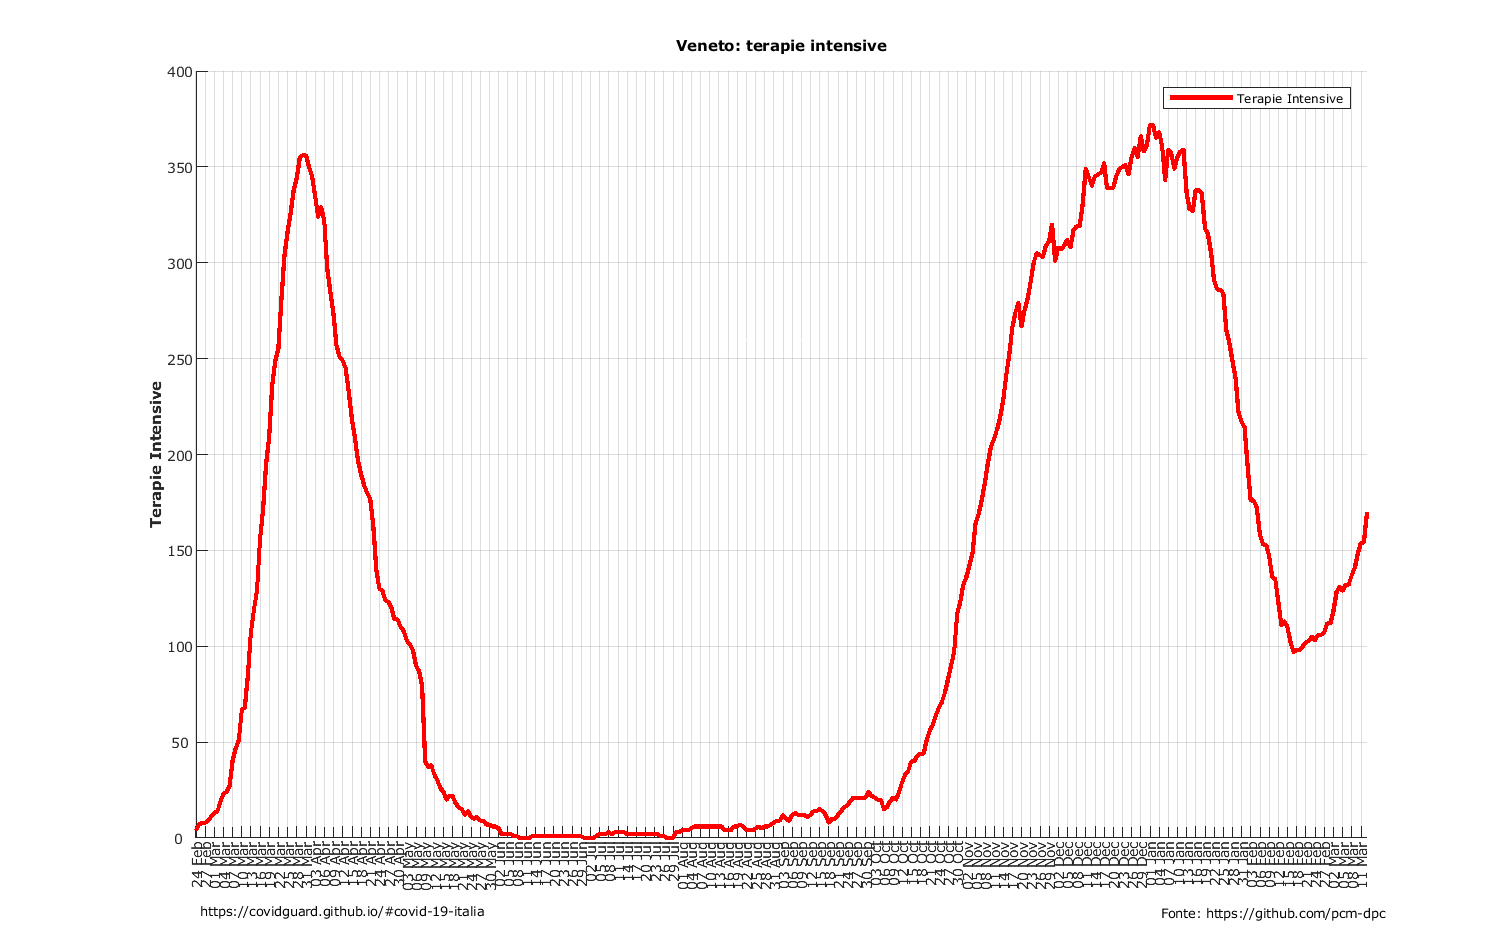 Veneto: terapie intensive
Terapie Intensive
400
350
300
250
200
150
100
50
0
Terapie Intensive
24 Feb
27 Feb
01 Mar
04 Mar
07 Mar
10 Mar
13 Mar
16 Mar
19 Mar
22 Mar
25 Mar
28 Mar
31 Mar
03 Apr
06 Apr
09 Apr
12 Apr
15 Apr
18 Apr
21 Apr
24 Apr
27 Apr
30 Apr
03 May
06 May
09 May
12 May
15 May
18 May
21 May
24 May
27 May
30 May
02 Jun
05 Jun
08 Jun
11 Jun
14 Jun
17 Jun
20 Jun
23 Jun
26 Jun
29 Jun
02 Jul
05 Jul
08 Jul
11 Jul
14 Jul
17 Jul
20 Jul
23 Jul
26 Jul
29 Jul
01 Aug
04 Aug
07 Aug
10 Aug
13 Aug
16 Aug
19 Aug
22 Aug
25 Aug
28 Aug
31 Aug
03 Sep
06 Sep
09 Sep
12 Sep
15 Sep
18 Sep
21 Sep
24 Sep
27 Sep
30 Sep
03 Oct
06 Oct
09 Oct
12 Oct
15 Oct
18 Oct
21 Oct
24 Oct
27 Oct
30 Oct
02 Nov
05 Nov
08 Nov
11 Nov
14 Nov
17 Nov
20 Nov
23 Nov
26 Nov
29 Nov
02 Dec
05 Dec
08 Dec
11 Dec
14 Dec
17 Dec
20 Dec
23 Dec
26 Dec
29 Dec
01 Jan
04 Jan
07 Jan
10 Jan
13 Jan
16 Jan
19 Jan
22 Jan
25 Jan
28 Jan
31 Jan
03 Feb
06 Feb
09 Feb
12 Feb
15 Feb
18 Feb
21 Feb
24 Feb
27 Feb
02 Mar
05 Mar
08 Mar
11 Mar
https://covidguard.github.io/#covid-19-italia
Fonte: https://github.com/pcm-dpc